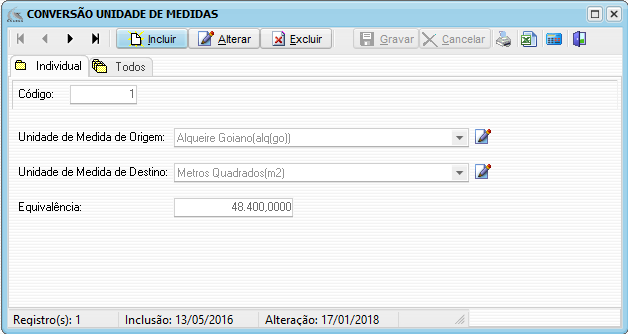 CONVERSÃO UNIDADE DE MEDIDAS
Incluir Alterar Excluir Gravar Cancelar
Individual Todos
Código: 1
Unidade de Medida de Origem: Alqueire Goiano(alq(go))
Unidade de Medida de Destino: Metros Quadrados(m2)
Equivalência: 48.400,0000
Registro(s): 1 Inclusão: 13/05/2016 Alteração: 17/01/2018